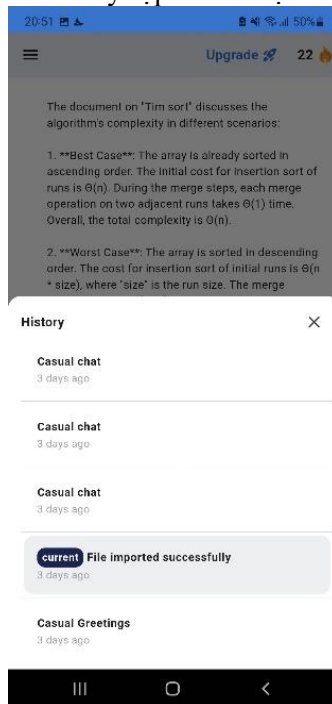 20:51 50%
Upgrade 22
The document on "Tim sort" discusses the
algorithm's complexity in different scenarios:
1. **Best Case**: The array is already sorted in
ascending order. The initial cost for insertion sort of
runs is Θ(n). During the merge steps, each merge
operation on two adjacent runs takes Θ(1) time.
Overall, the total complexity is Θ(n).
2. **Worst Case**: The array is sorted in descending
order. The cost for insertion sort of initial runs is Θ(n
* size), where 'size' is the run size. The merge
History
Casual chat
3 days ago
Casual chat
3 days ago
Casual chat
3 days ago
current File imported successfully
3 days ago
Casual Greetings
3 days ago